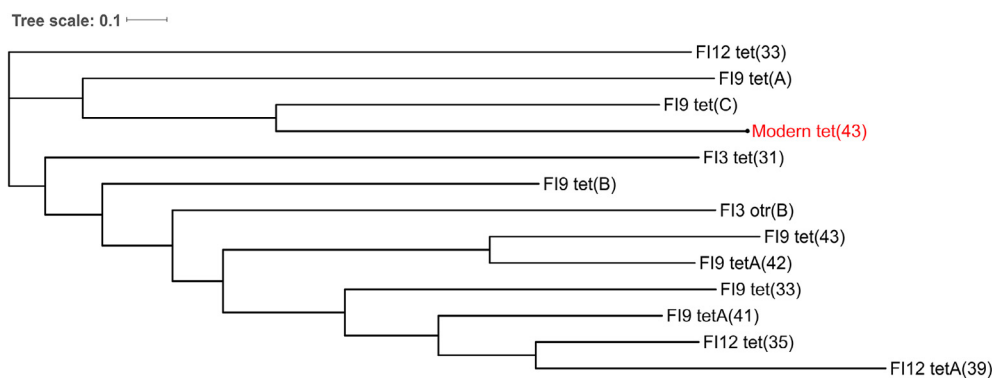 Tree scale: 0.1
FI12 tet(33)
FI9 tet(A)
FI9 tet(C)
Modern tet(43)
FI3 tet(31)
FI9 tet(B)
FI3 otr(B)
FI9 tet(43)
FI9 tetA(42)
FI9 tet(33)
FI9 tetA(41)
FI12 tet(35)
FI12 tetA(39)